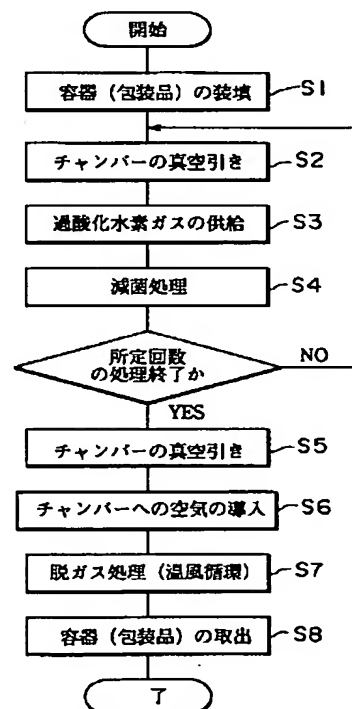 開始
容器（包装品）の装填
S1
チャンバーの真空引き
S2
過酸化水素ガスの供給
S3
滅菌処理
S4
所定回数
の処理終了か
NO
YES
チャンバーの真空引き
S5
チャンバーへの空気の導入
S6
脱ガス処理（温風循環）
S7
容器（包装品）の取出
S8
了